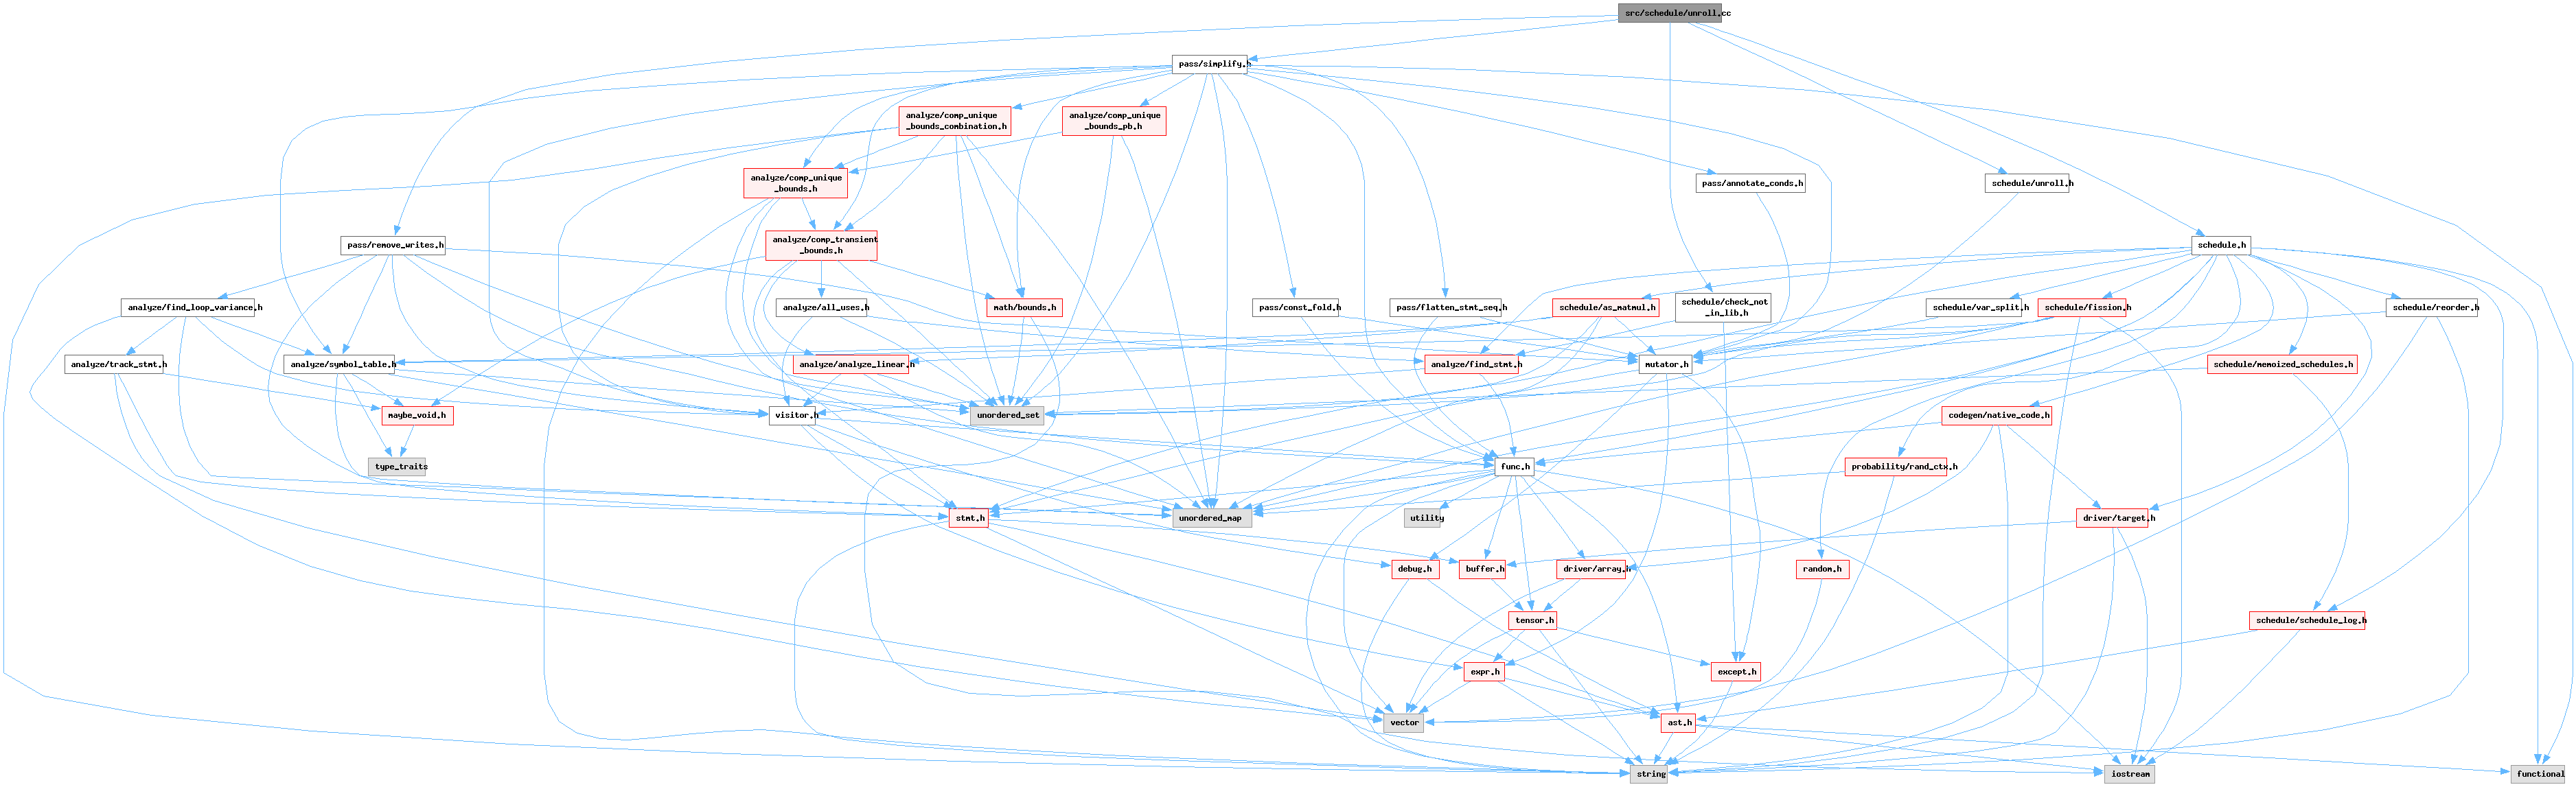 src/schedule/unroll.cc
pass/simplify.h
analyze/comp_unique
_bounds_combination.h
analyze/comp_unique
_bounds_pb.h
analyze/comp_unique
_bounds.h
pass/annotate_conds.h
schedule/unroll.h
pass/remove_writes.h
analyze/comp_transient
_bounds.h
schedule.h
analyze/find_loop_variance.h
analyze/all_uses.h
math/bounds.h
pass/const_fold.h
pass/flatten_stmt_seq.h
schedule/as_matmul.h
schedule/check_not
_in_lib.h
schedule/var_split.h
schedule/fission.h
schedule/reorder.h
analyze/track_stmt.h
analyze/symbol_table.h
analyze/analyze_linear.h
analyze/find_stmt.h
mutator.h
schedule/memoized_schedules.h
maybe_void.h
visitor.h
unordered_set
codegen/native_code.h
type_traits
func.h
probability/rand_ctx.h
stmt.h
unordered_map
utility
driver/target.h
debug.h
buffer.h
driver/array.h
random.h
tensor.h
schedule/schedule_log.h
expr.h
except.h
vector
ast.h
string
iostream
functional